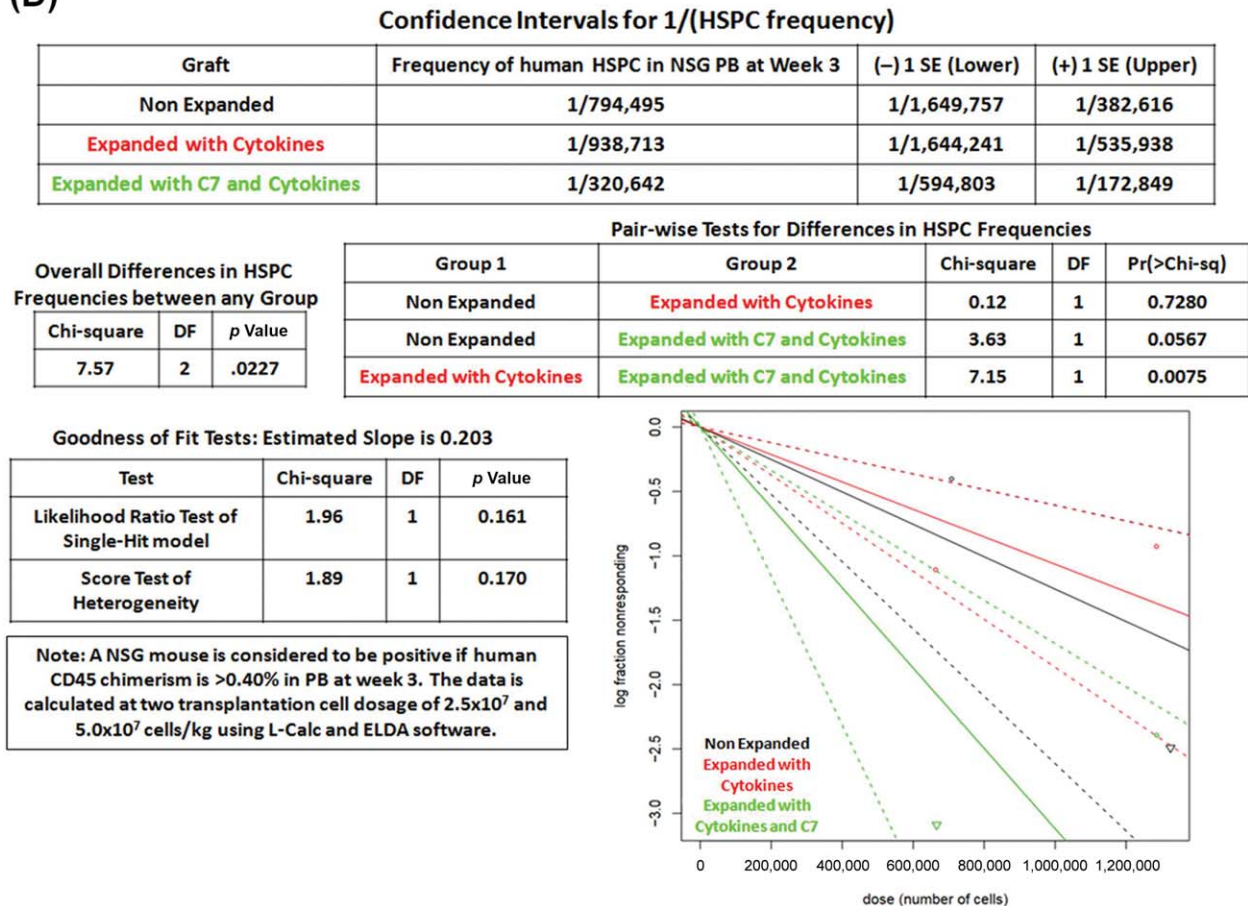 (D)
Confidence Intervals for 1/(HSPC frequency)
Graft Frequency of human HSPC in NSG PB at Week 3 (−) 1 SE (Lower) (+) 1 SE (Upper)
Non Expanded 1/794,495 1/1,649,757 1/382,616
Expanded with Cytokines 1/938,713 1/1,644,241 1/535,938
Expanded with C7 and Cytokines 1/320,642 1/594,803 1/172,849
Overall Differences in HSPC
Frequencies between any Group
Chi-square DF p Value
7.57 2 .0227
Pair-wise Tests for Differences in HSPC Frequencies
Group 1 Group 2 Chi-square DF Pr(>Chi-sq)
Non Expanded Expanded with Cytokines 0.12 1 0.7280
Non Expanded Expanded with C7 and Cytokines 3.63 1 0.0567
Expanded with Cytokines Expanded with C7 and Cytokines 7.15 1 0.0075
Goodness of Fit Tests: Estimated Slope is 0.203
Test Chi-square DF p Value
Likelihood Ratio Test of
Single-Hit model 1.96 1 0.161
Score Test of
Heterogeneity 1.89 1 0.170
Note: A NSG mouse is considered to be positive if human
CD45 chimerism is >0.40% in PB at week 3. The data is
calculated at two transplantation cell dosage of 2.5x10⁷ and
5.0x10⁷ cells/kg using L-Calc and ELDA software.
log fraction nonresponding
0.0
−0.5
−1.0
−1.5
−2.0
−2.5
−3.0
Non Expanded
Expanded with
Cytokines
Expanded with
Cytokines and C7
0 200,000 400,000 600,000 800,000 1,000,000 1,200,000
dose (number of cells)